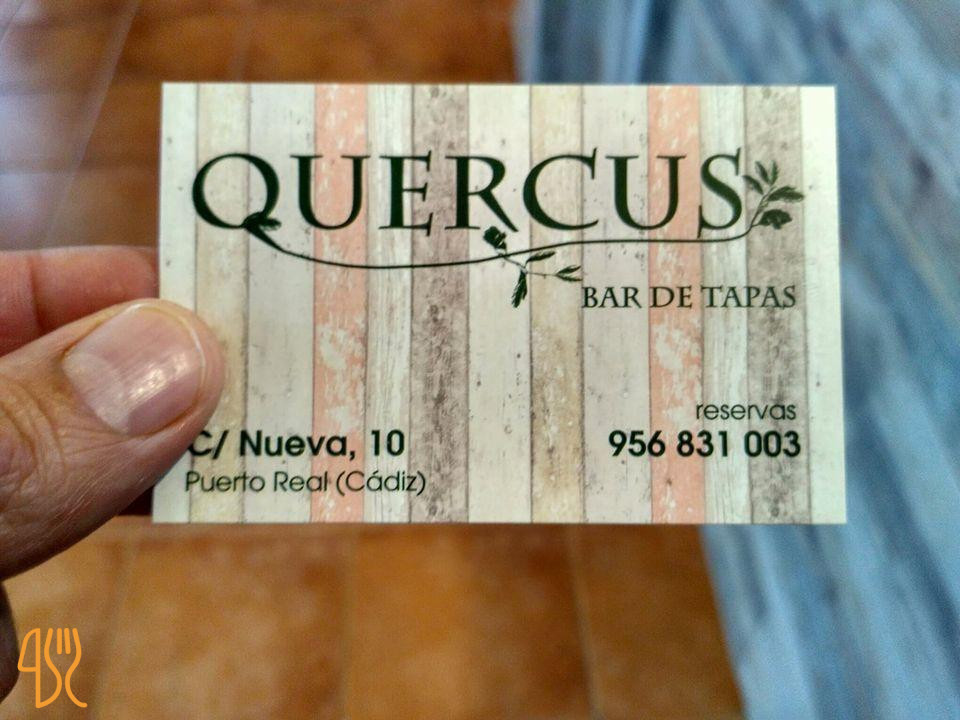 QUERCUS
BAR DE TAPAS
reservas
C/ Nueva, 10
956 831 003
Puerto Real (Cádiz)